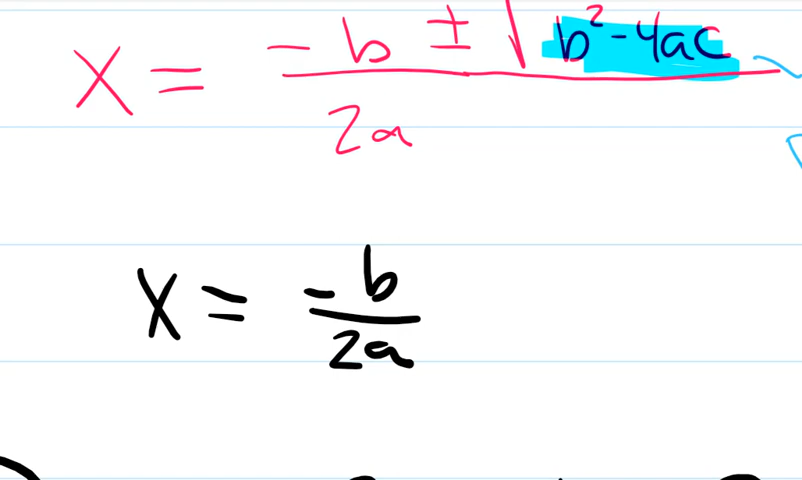 x = -b ± √b²-4ac
2a
x = -b
2a